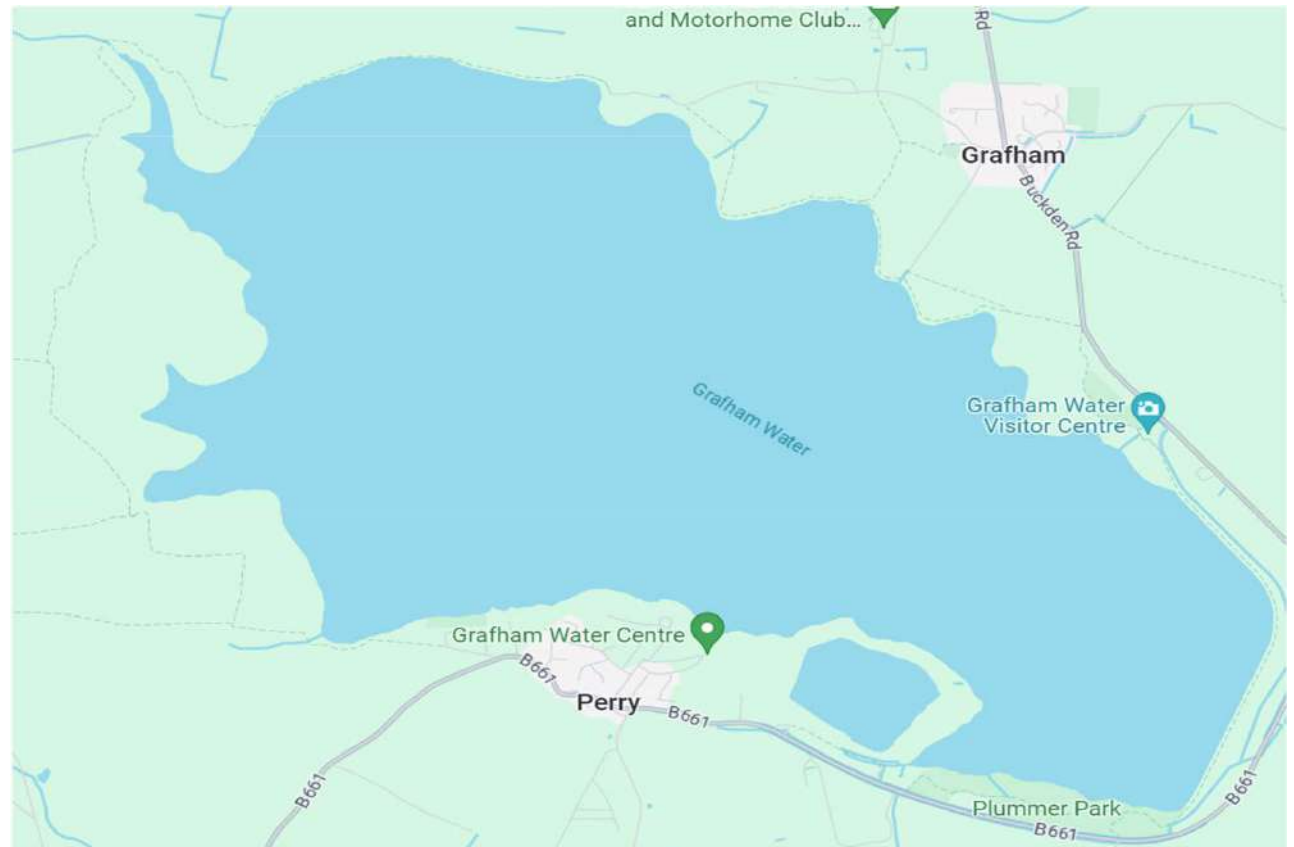 and Motorhome Club...
Rd
Grafham
Buckden Rd
Grafham Water
Grafham Water
Visitor Centre
Grafham Water Centre
B661
Perry
B661
B661
Plummer Park
B661
B661